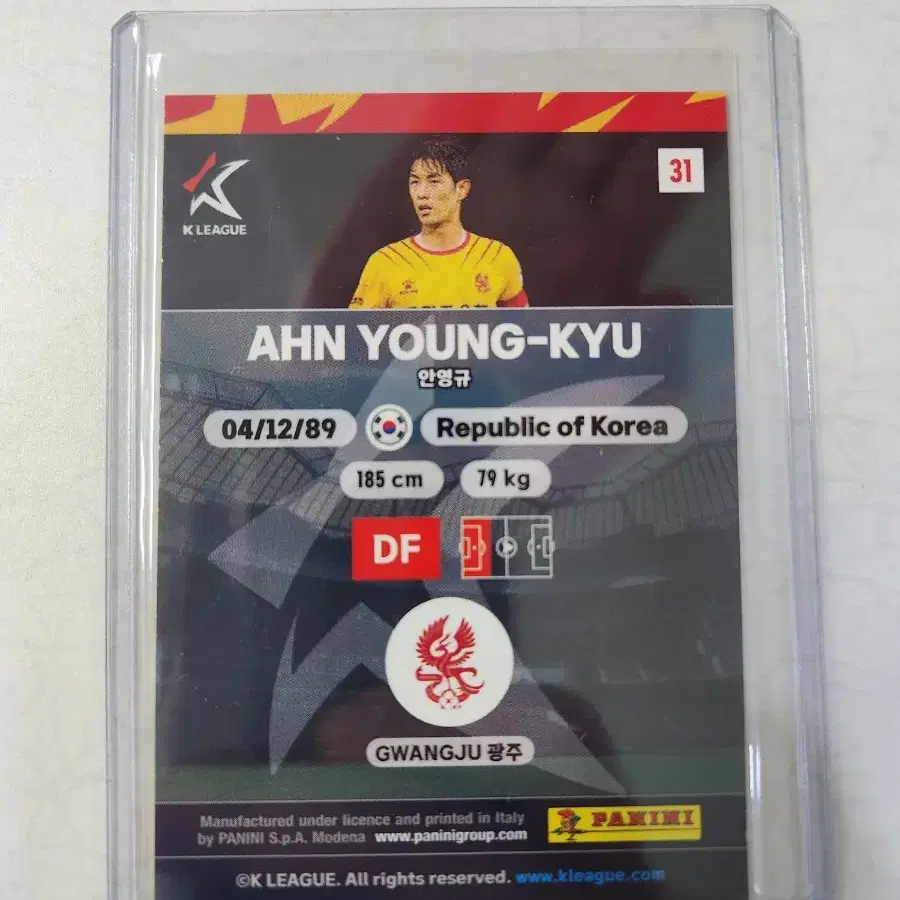 31
K LEAGUE
AHN YOUNG-KYU
안영규
04/12/89 Republic of Korea
185 cm 79 kg
DF
GWANGJU 광주
Manufactured under licence and printed in Italy
by PANINI S.p.A. Modena www.paninigroup.com
PANINI
©K LEAGUE. All rights reserved. www.kleague.com